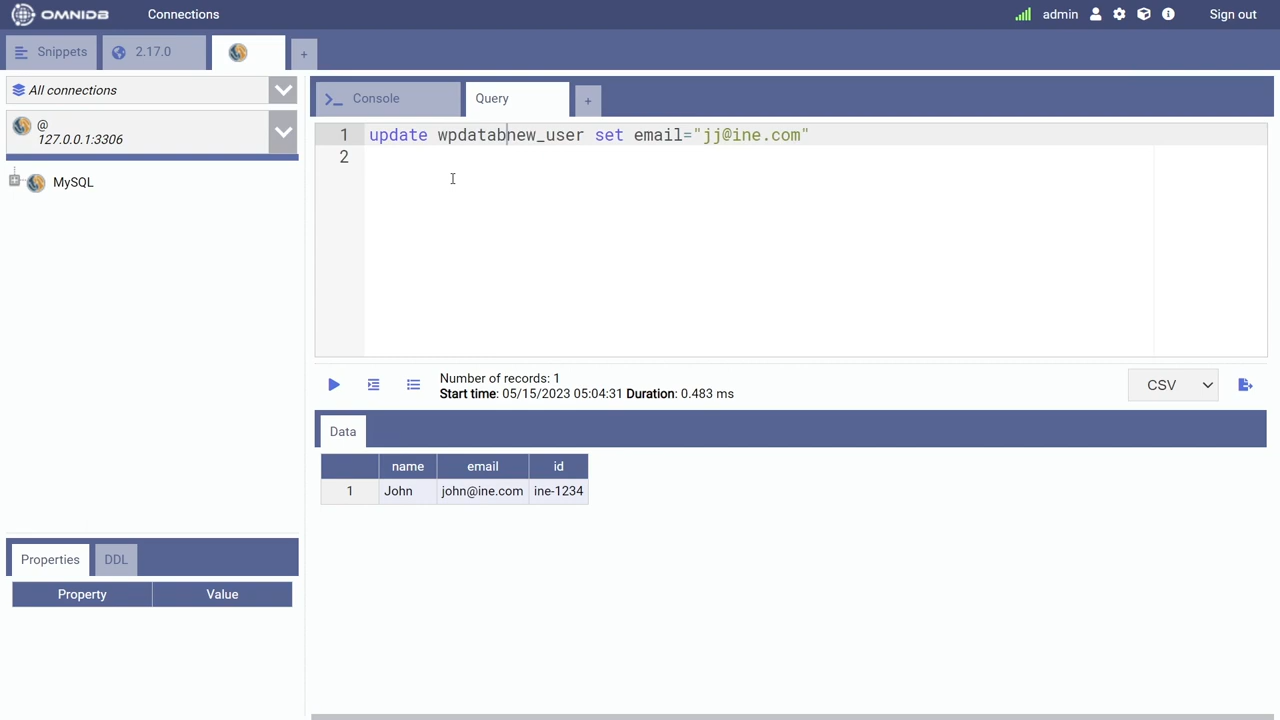 OMNIDB Connections admin Sign out
Snippets 2.17.0 +
All connections
@
127.0.0.1:3306
MySQL
Console Query +
1 update wpdatabnew_user set email="jj@ine.com"
2
Number of records: 1
Start time: 05/15/2023 05:04:31 Duration: 0.483 ms
CSV
Data
name email id
1 John john@ine.com ine-1234
Properties DDL
Property Value